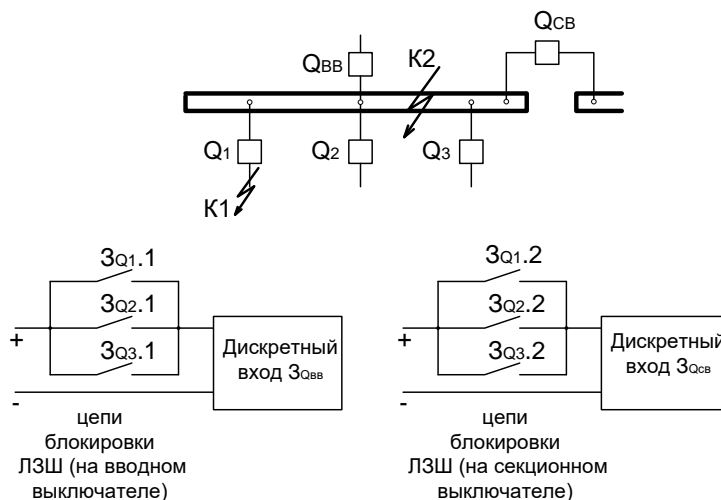 QСВ
QВВ
К2
Q1
Q2
Q3
К1
ЗQ1.1
ЗQ2.1
ЗQ3.1
+
-
Дискретный
вход ЗQвв
цепи
блокировки
ЛЗШ (на вводном
выключателе)
ЗQ1.2
ЗQ2.2
ЗQ3.2
+
-
Дискретный
вход ЗQсв
цепи
блокировки
ЛЗШ (на секционном
выключателе)